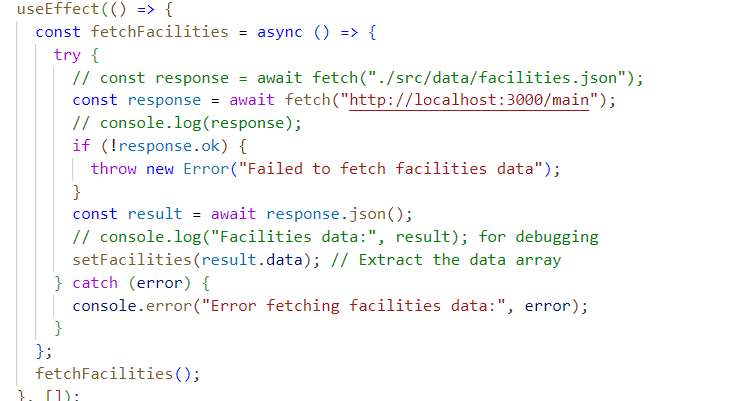 useEffect(() => {
const fetchFacilities = async () => {
try {
// const response = await fetch("./src/data/facilities.json");
const response = await fetch("http://localhost:3000/main");
// console.log(response);
if (!response.ok) {
throw new Error("Failed to fetch facilities data");
}
const result = await response.json();
// console.log("Facilities data:", result); for debugging
setFacilities(result.data); // Extract the data array
} catch (error) {
console.error("Error fetching facilities data:", error);
}
};
fetchFacilities();
}, []);